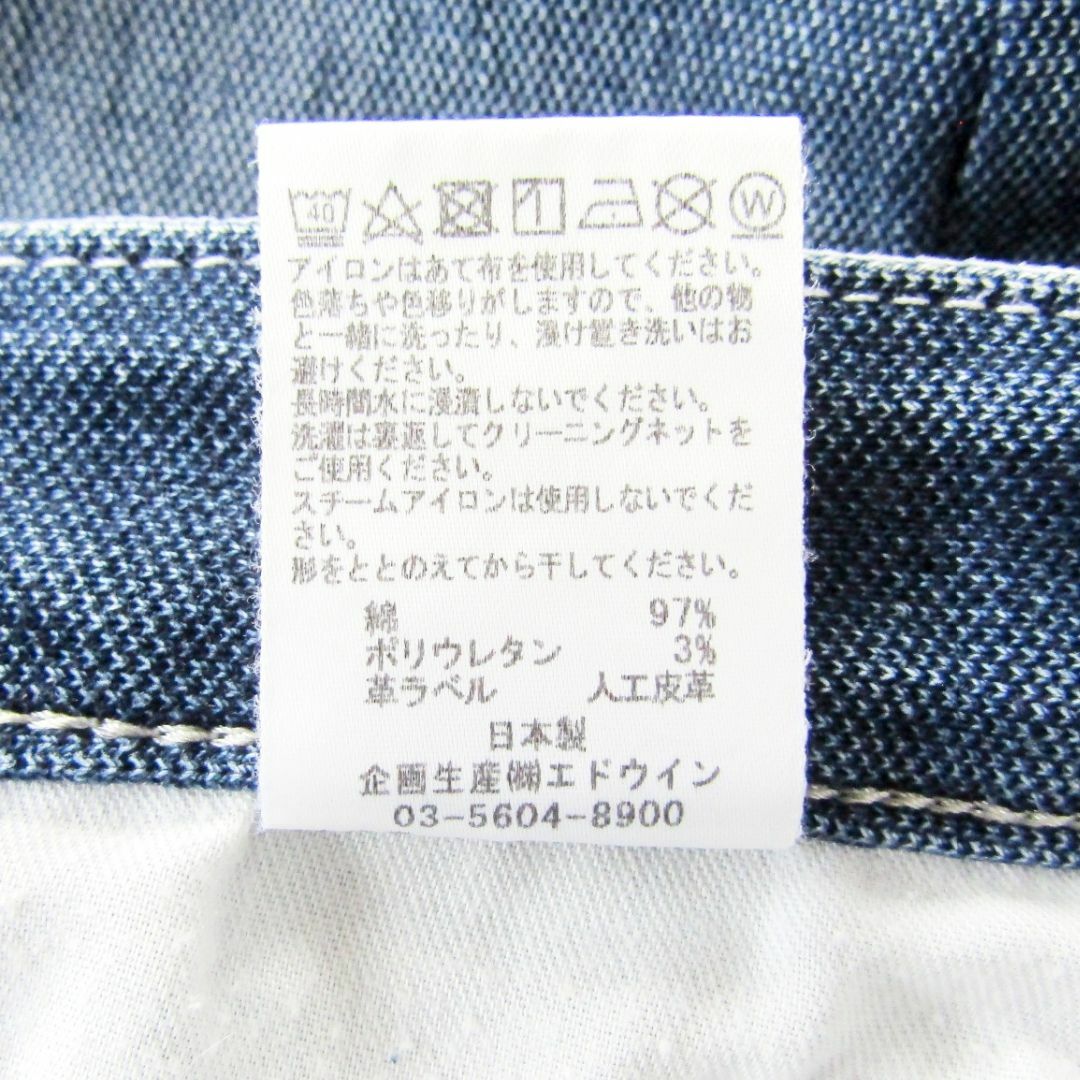 40 W
アイロンはあて布を使用してください。
色落ちや色移りがしますので、他の物
と一緒に洗ったり、浸け置き洗いはお
避けください。
長時間水に浸漬しないでください。
洗濯は裏返してクリーニングネットを
ご使用ください。
スチームアイロンは使用しないでくだ
さい。
形をととのえてから干してください。
綿 97%
ポリウレタン 3%
革ラベル 人工皮革
日本製
企画生産㈱エドウイン
03-5604-8900